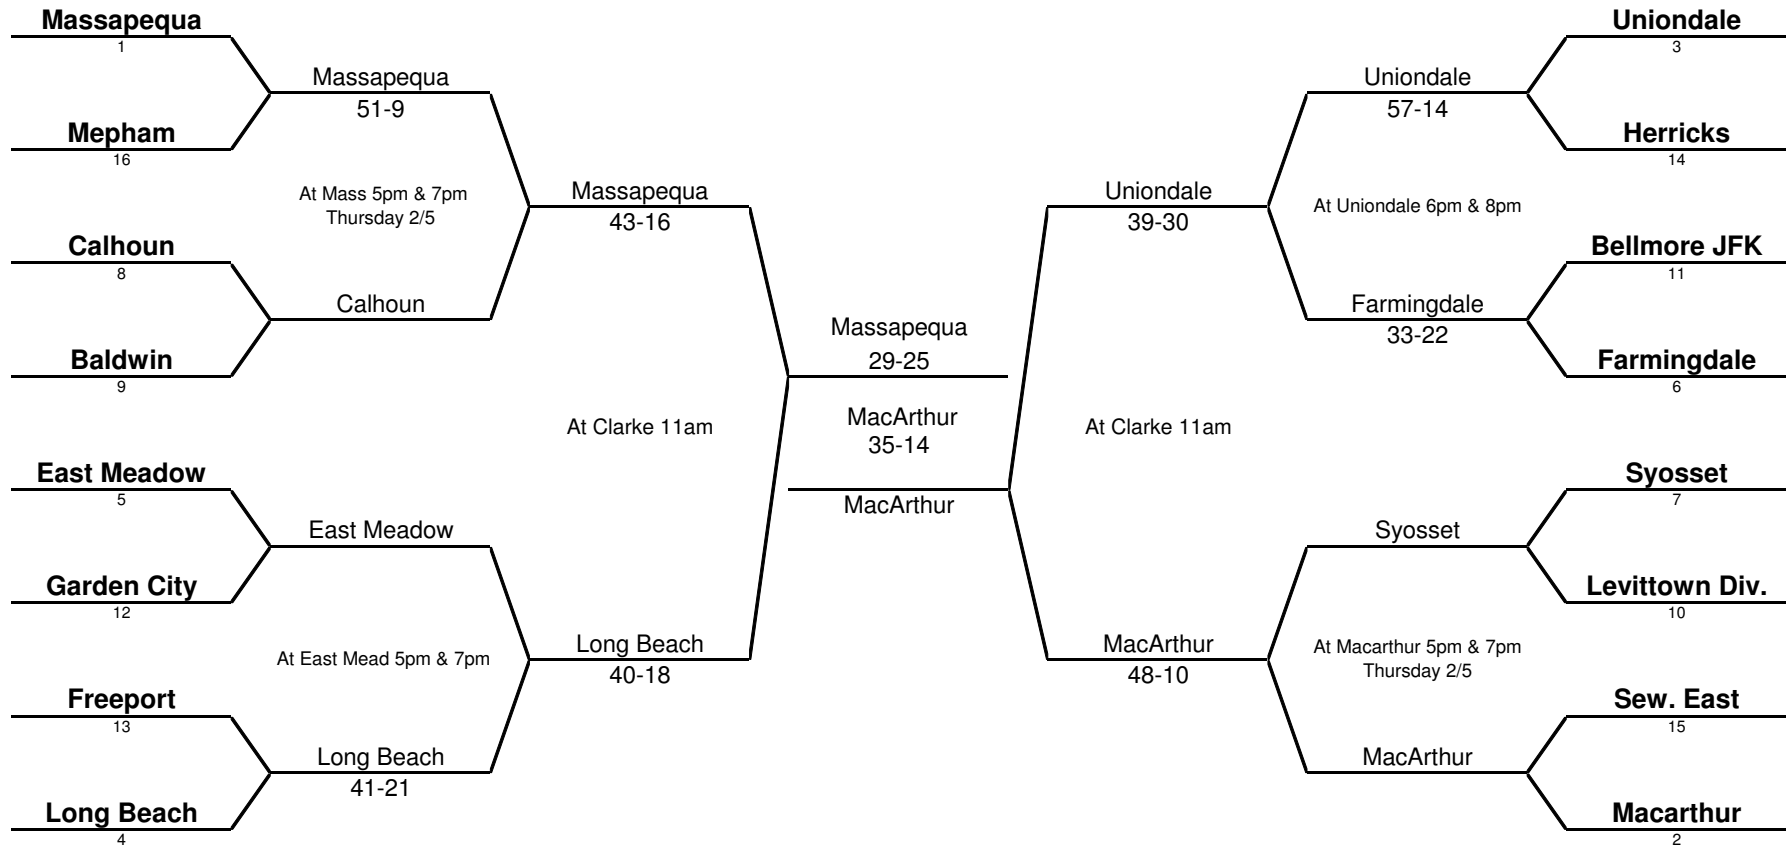 Massapequa
1
Mepham
16
Calhoun
8
Baldwin
9
East Meadow
5
Garden City
12
Freeport
13
Long Beach
4
Massapequa
51-9
At Mass 5pm & 7pm
Thursday 2/5
Calhoun
East Meadow
At East Mead 5pm & 7pm
Long Beach
41-21
Massapequa
43-16
At Clarke 11am
Long Beach
40-18
Massapequa
29-25
MacArthur
35-14
MacArthur
Uniondale
39-30
At Clarke 11am
MacArthur
48-10
Uniondale
57-14
At Uniondale 6pm & 8pm
Farmingdale
33-22
Syosset
At Macarthur 5pm & 7pm
Thursday 2/5
MacArthur
Uniondale
3
Herricks
14
Bellmore JFK
11
Farmingdale
6
Syosset
7
Levittown Div.
10
Sew. East
15
Macarthur
2